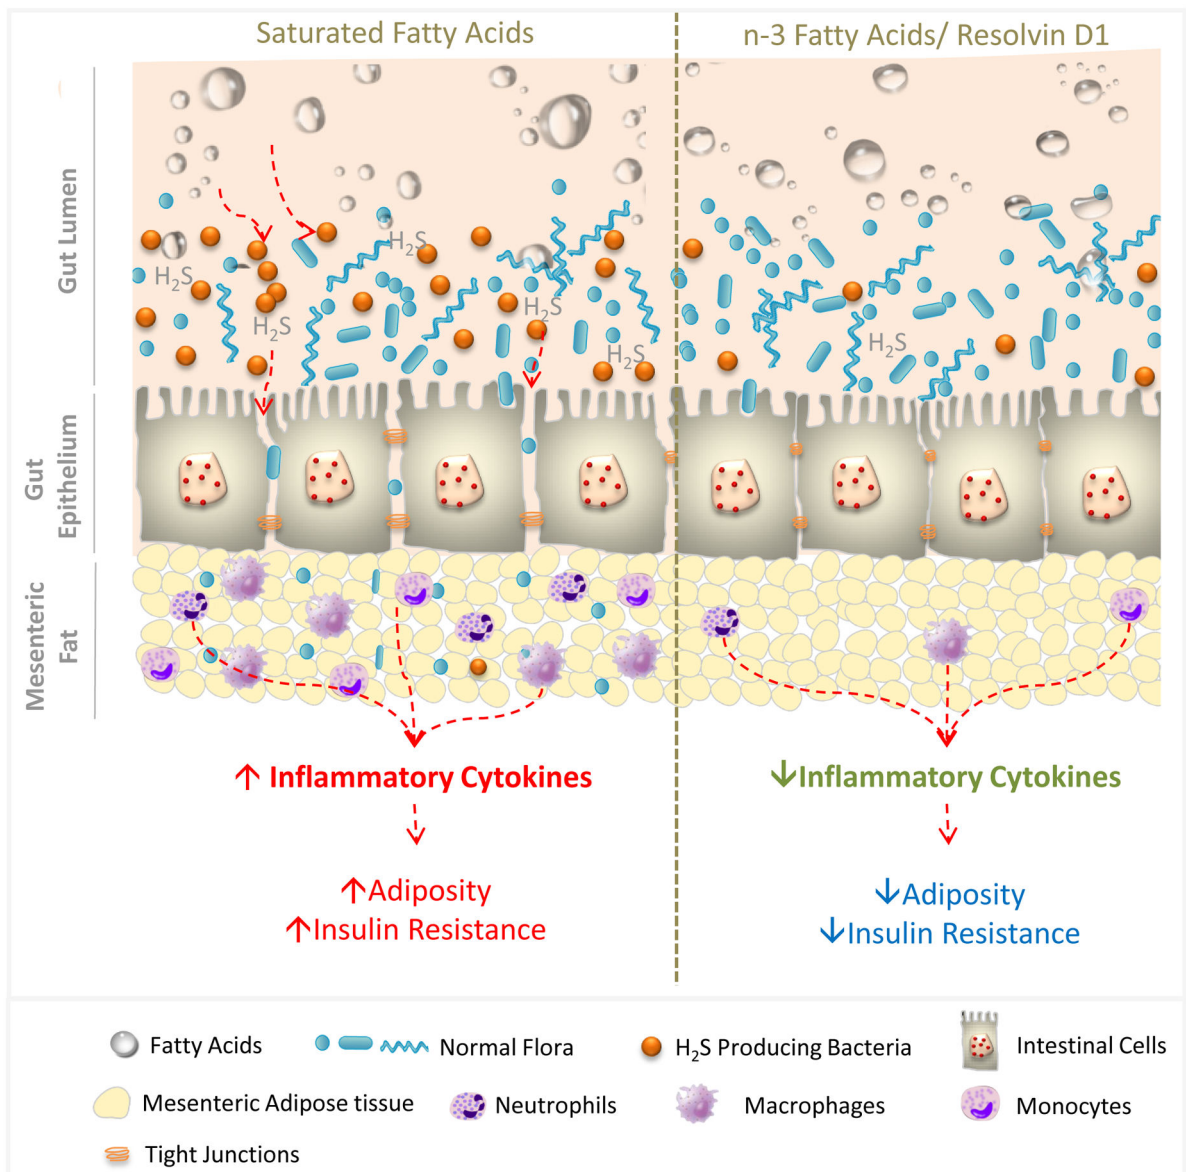 Saturated Fatty Acids
n-3 Fatty Acids/ Resolvin D1
Gut Lumen
H₂S
H₂S
H₂S
H₂S
H₂S
H₂S
Gut
Epithelium
Mesenteric
Fat
↑ Inflammatory Cytokines
↓Inflammatory Cytokines
↑Adiposity
↑Insulin Resistance
↓Adiposity
↓Insulin Resistance
Fatty Acids
Normal Flora
H₂S Producing Bacteria
Intestinal Cells
Mesenteric Adipose tissue
Neutrophils
Macrophages
Monocytes
Tight Junctions